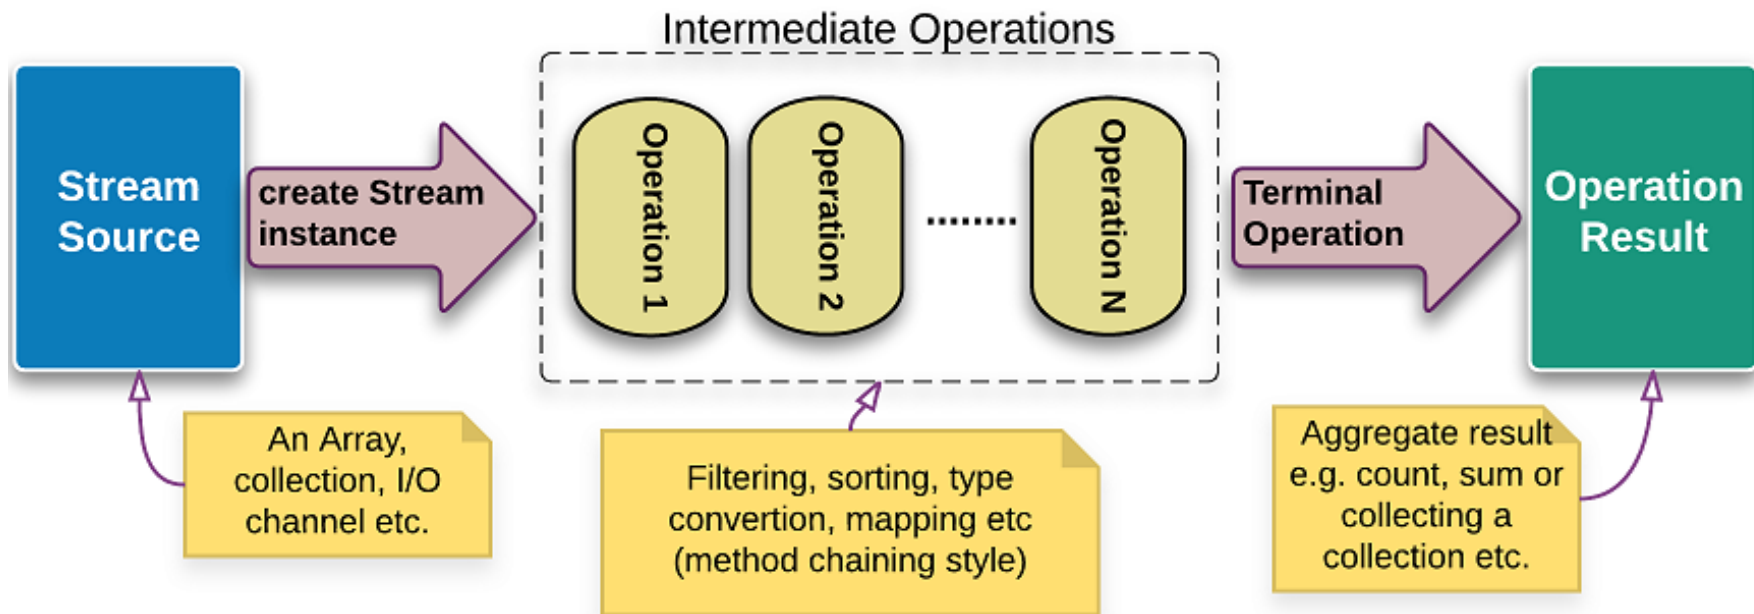 Intermediate Operations
Stream
Source
create Stream
instance
Operation 1
Operation 2
Operation N
Terminal
Operation
Operation
Result
An Array,
collection, I/O
channel etc.
Filtering, sorting, type
convertion, mapping etc
(method chaining style)
Aggregate result
e.g. count, sum or
collecting a
collection etc.